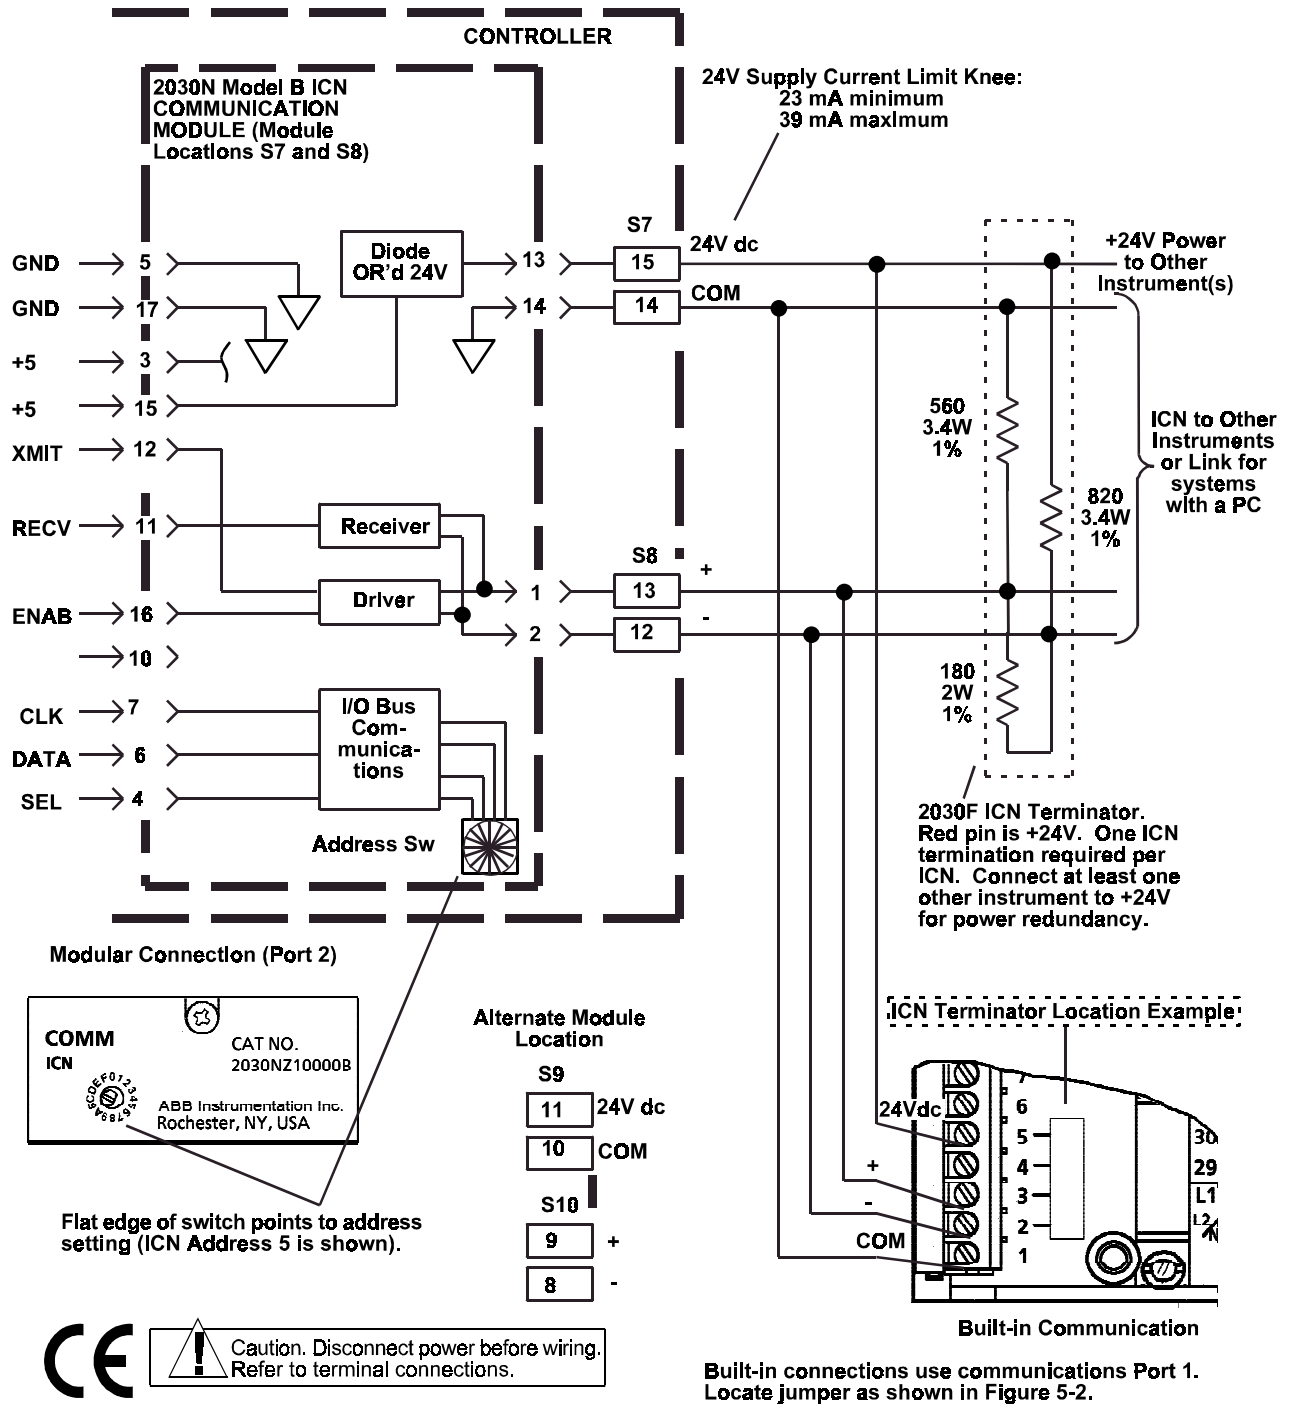 CONTROLLER
2030N Model B ICN
COMMUNICATION
MODULE (Module
Locations S7 and S8)
24V Supply Current Limit Knee:
23 mA minimum
39 mA maxImum
GND
5
GND
17
+5
3
+5
15
XMIT
12
RECV
11
ENAB
16
10
CLK
7
DATA
6
SEL
4
Diode
OR'd 24V
Receiver
Driver
I/O Bus
Com-
munica-
tions
Address Sw
13
14
1
2
S7
15
24V dc
14
COM
S8
13
+
12
-
+24V Power
to Other
Instrument(s)
560
3.4W
1%
820
3.4W
1%
180
2W
1%
ICN to Other
Instruments
or Link for
systems
with a PC
2030F ICN Terminator.
Red pin is +24V. One ICN
termination required per
ICN. Connect at least one
other instrument to +24V
for power redundancy.
Modular Connection (Port 2)
COMM
ICN
CAT NO.
2030NZ10000B
0123456789ABCDEF
ABB Instrumentation Inc.
Rochester, NY, USA
Flat edge of switch points to address
setting (ICN Address 5 is shown).
Alternate Module
Location
S9
11
24V dc
10
COM
S10
9
+
8
-
ICN Terminator Location Example
24Vdc
+
-
COM
7
6
5
4
3
2
1
30
29
L1
L2
N
Built-in Communication
CE
! Caution. Disconnect power before wiring.
Refer to terminal connections.
Built-in connections use communications Port 1.
Locate jumper as shown in Figure 5-2.